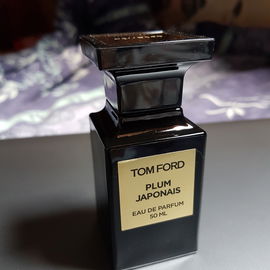 TOM FORD
PLUM
JAPONAIS
EAU DE PARFUM
50 ML